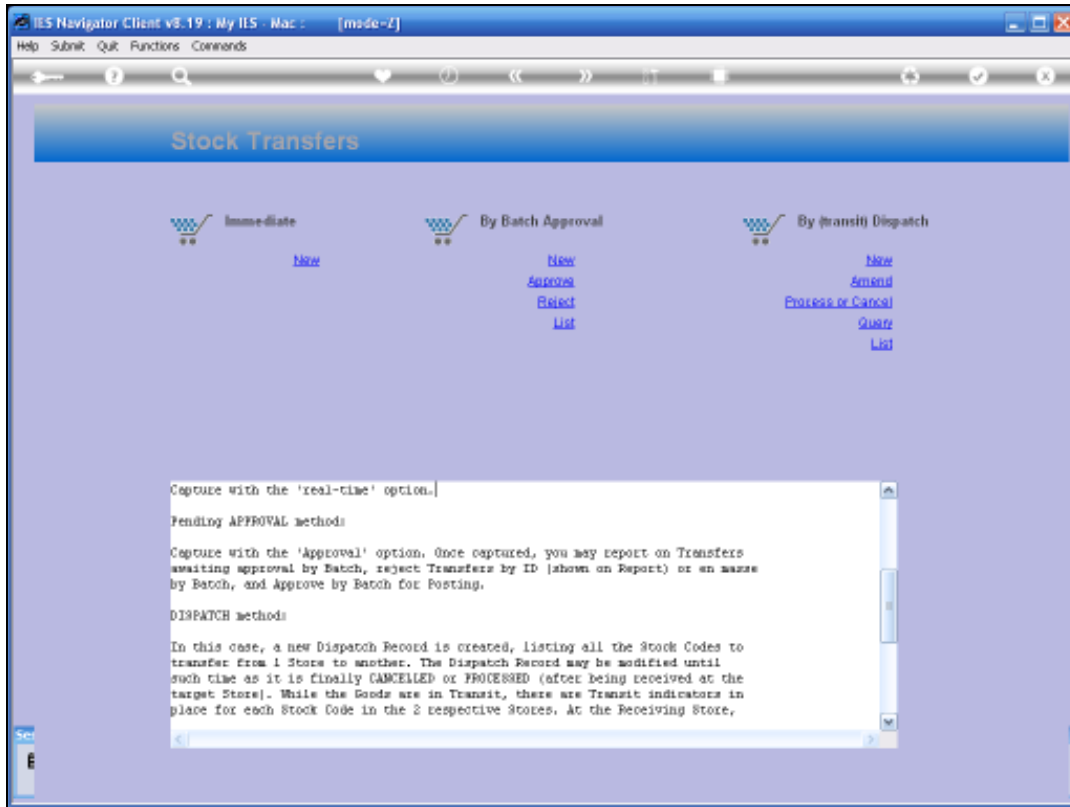 IES Navigator Client v8.19 : My IES - Mac : [mode=Z]
Help Submit Quit Functions Commands
Stock Transfers
Immediate
New
By Batch Approval
New
Approve
Reject
List
By (transit) Dispatch
New
Amend
Process or Cancel
Query
List
Capture with the 'real-time' option.
Pending APPROVAL method:
Capture with the 'Approval' option. Once captured, you may report on Transfers
awaiting approval by Batch, reject Transfers by ID (shown on Report) or en masse
by Batch, and Approve by Batch for Posting.
DISPATCH method:
In this case, a new Dispatch Record is created, listing all the Stock Codes to
transfer from 1 Store to another. The Dispatch Record may be modified until
such time as it is finally CANCELLED or PROCESSED (after being received at the
target Store). While the Goods are in Transit, there are Transit indicators in
place for each Stock Code in the 2 respective Stores. At the Receiving Store,